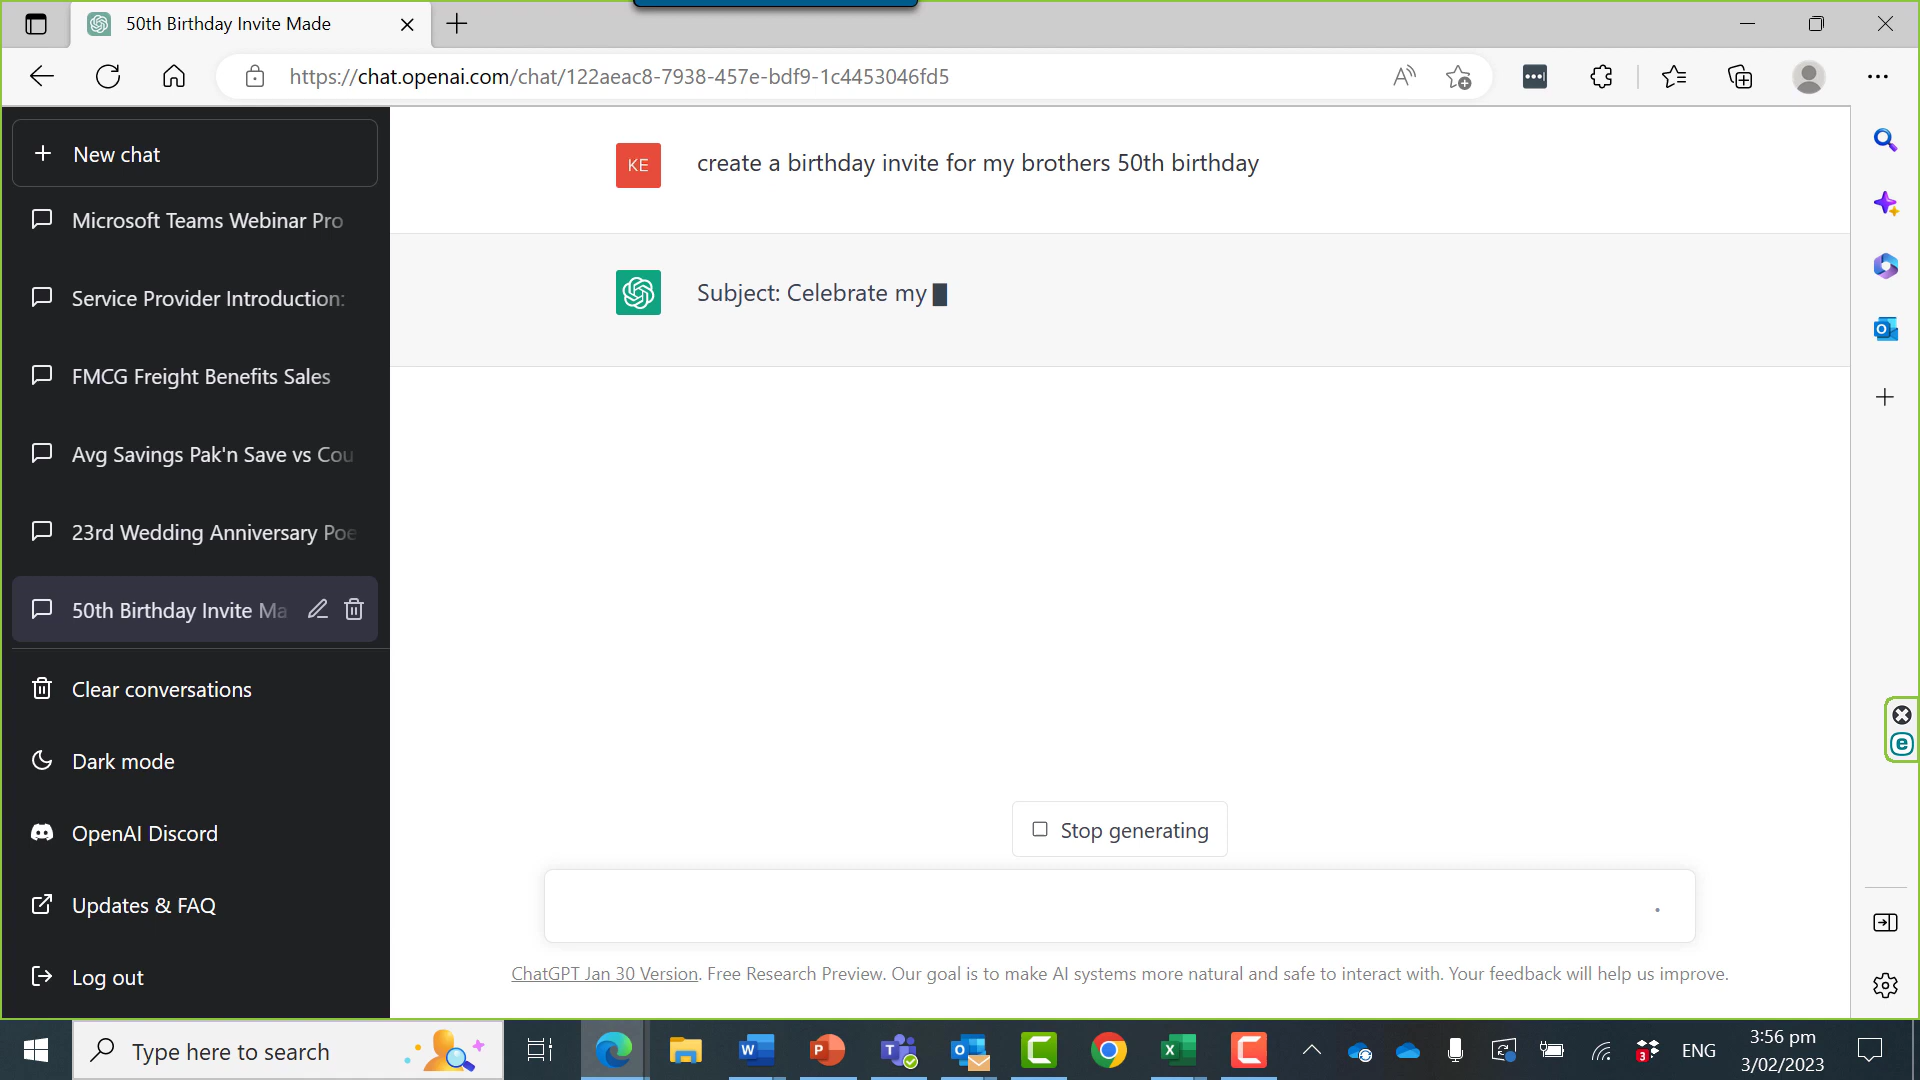 50th Birthday Invite Made
https://chat.openai.com/chat/122aeac8-7938-457e-bdf9-1c4453046fd5
New chat
Microsoft Teams Webinar Pro
Service Provider Introduction:
FMCG Freight Benefits Sales
Avg Savings Pak'n Save vs Cou
23rd Wedding Anniversary Poe
50th Birthday Invite Ma
Clear conversations
Dark mode
OpenAI Discord
Updates & FAQ
Log out
KE
create a birthday invite for my brothers 50th birthday
Subject: Celebrate my
Stop generating
ChatGPT Jan 30 Version. Free Research Preview. Our goal is to make AI systems more natural and safe to interact with. Your feedback will help us improve.
Type here to search
3
ENG
3:56 pm
3/02/2023